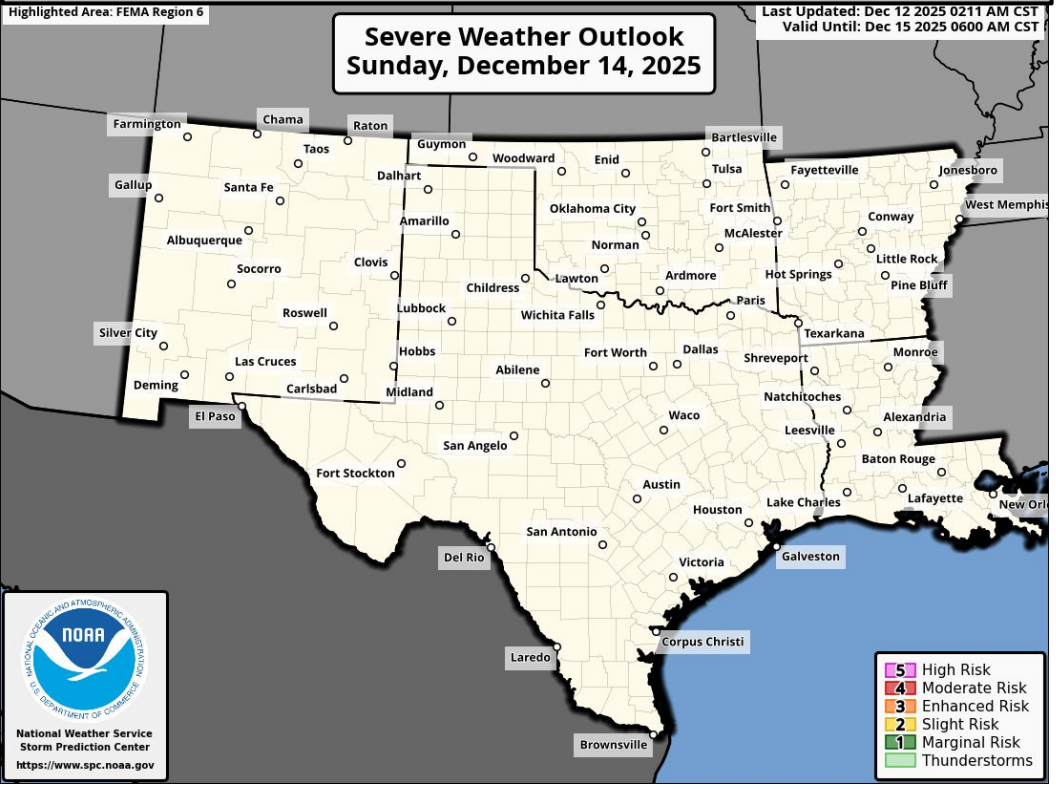 Highlighted Area: FEMA Region 6
Last Updated: Dec 12 2025 0211 AM CST
Valid Until: Dec 15 2025 0600 AM CST
Severe Weather Outlook
Sunday, December 14, 2025
Farmington
Chama
Raton
Taos
Guymon
Woodward
Enid
Bartlesville
Tulsa
Fayetteville
Jonesboro
Gallup
Santa Fe
Dalhart
Oklahoma City
Fort Smith
West Memphis
Albuquerque
Amarillo
Norman
McAlester
Conway
Socorro
Clovis
Childress
Lawton
Ardmore
Hot Springs
Little Rock
Pine Bluff
Roswell
Lubbock
Wichita Falls
Paris
Texarkana
Silver City
Las Cruces
Hobbs
Fort Worth
Dallas
Shreveport
Monroe
Deming
Carlsbad
Midland
Abilene
Natchitoches
El Paso
Waco
Leesville
Alexandria
San Angelo
Fort Stockton
Baton Rouge
Austin
Houston
Lake Charles
Lafayette
New Orl
San Antonio
Del Rio
Galveston
Victoria
Corpus Christi
Laredo
Brownsville
NATIONAL OCEANIC AND ATMOSPHERIC ADMINISTRATION
NOAA
U.S. DEPARTMENT OF COMMERCE
National Weather Service
Storm Prediction Center
https://www.spc.noaa.gov
5 High Risk
4 Moderate Risk
3 Enhanced Risk
2 Slight Risk
1 Marginal Risk
Thunderstorms